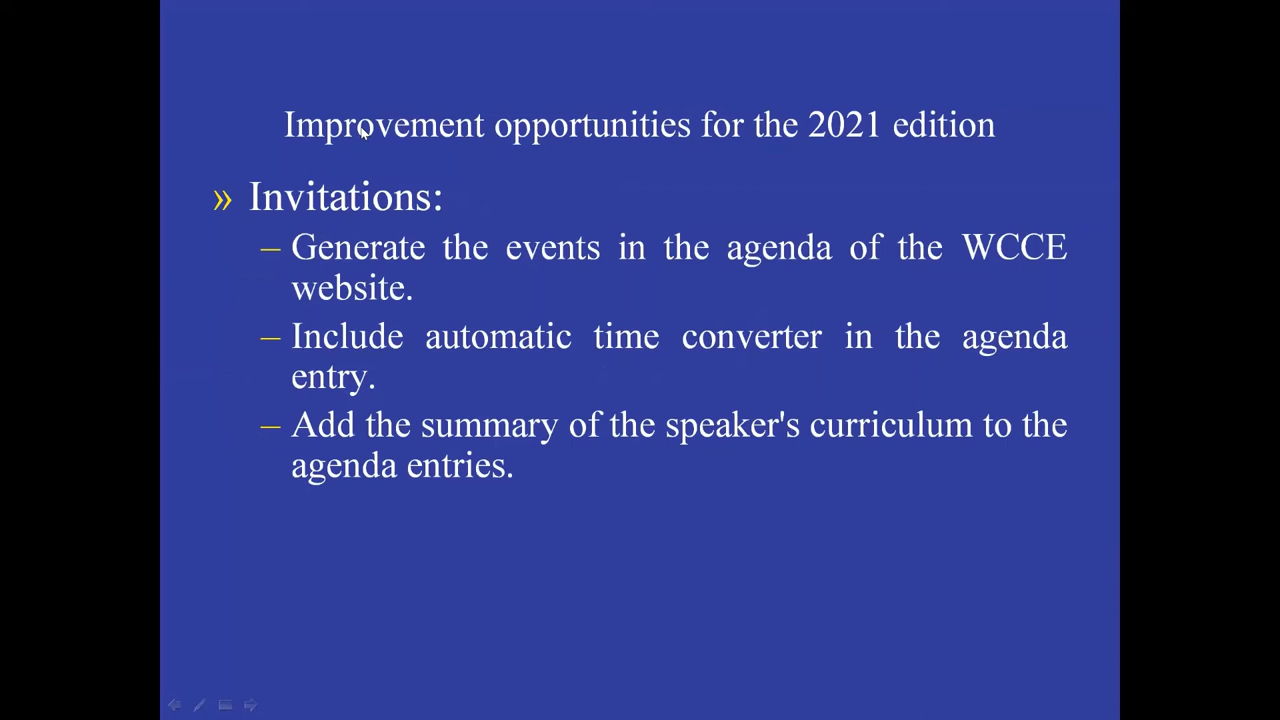 Improvement opportunities for the 2021 edition
» Invitations:
– Generate the events in the agenda of the WCCE
website.
– Include automatic time converter in the agenda
entry.
– Add the summary of the speaker's curriculum to the
agenda entries.